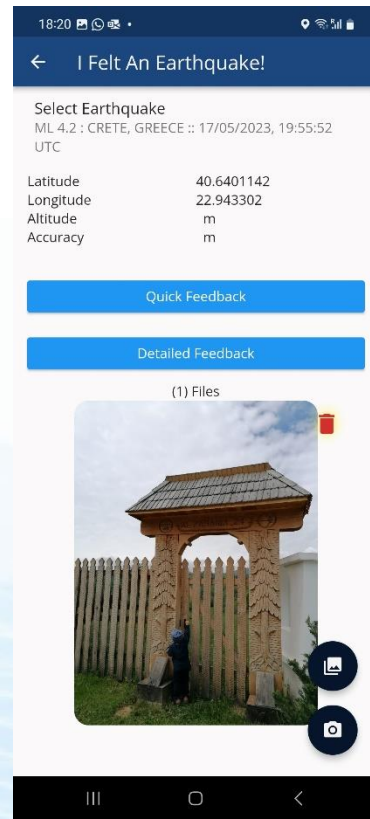 18:20
I Felt An Earthquake!
Select Earthquake
ML 4.2 : CRETE, GREECE :: 17/05/2023, 19:55:52
UTC
Latitude 40.6401142
Longitude 22.943302
Altitude m
Accuracy m
Quick Feedback
Detailed Feedback
(1) Files